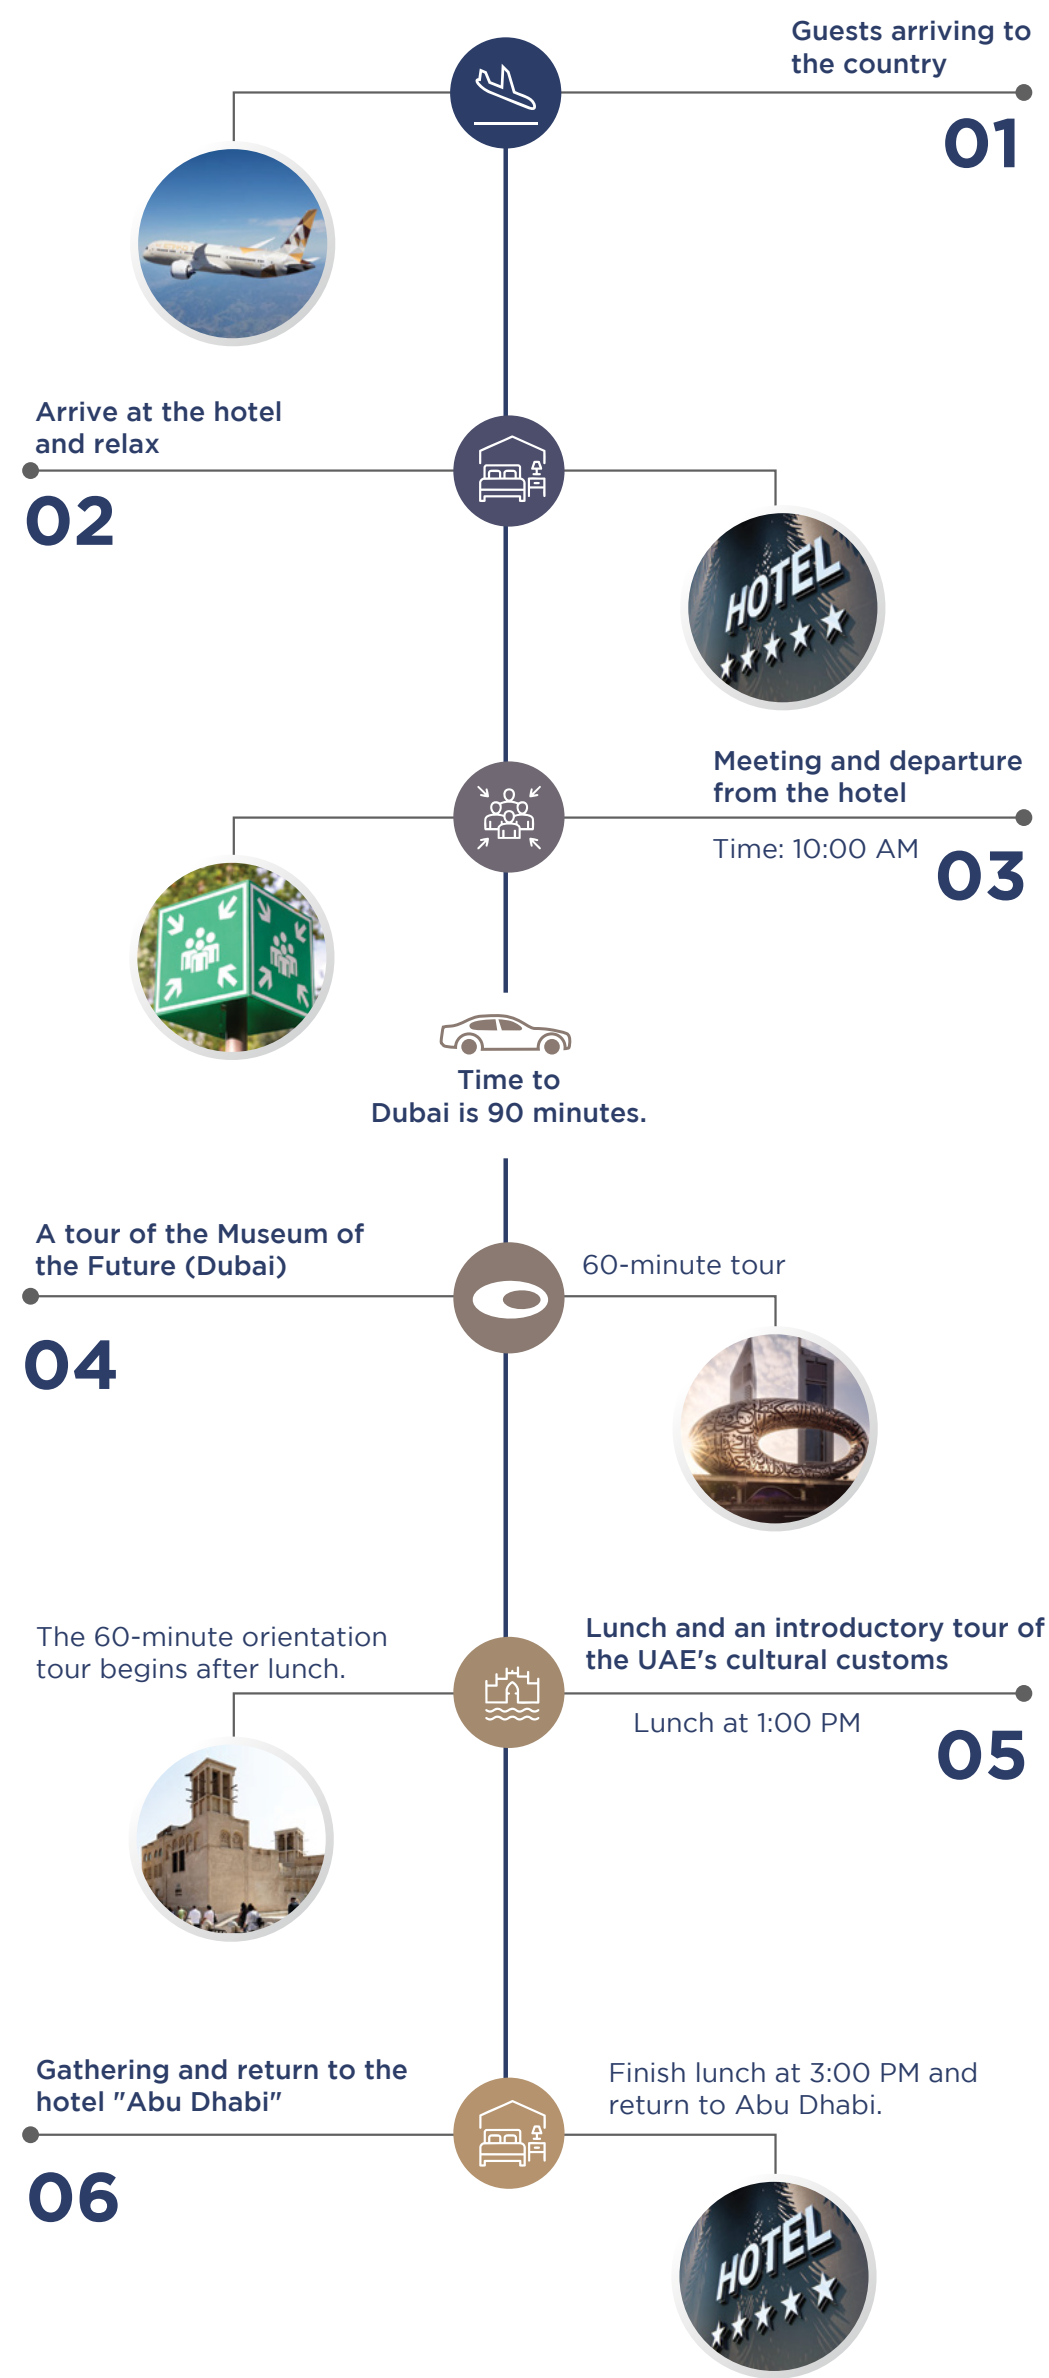 Guests arriving to
the country
01
Arrive at the hotel
and relax
02
HOTEL
Meeting and departure
from the hotel
Time: 10:00 AM
03
Time to
Dubai is 90 minutes.
A tour of the Museum of
the Future (Dubai)
60-minute tour
04
The 60-minute orientation
tour begins after lunch.
Lunch and an introductory tour of
the UAE's cultural customs
Lunch at 1:00 PM
05
Gathering and return to the
hotel "Abu Dhabi"
Finish lunch at 3:00 PM and
return to Abu Dhabi.
06
HOTEL